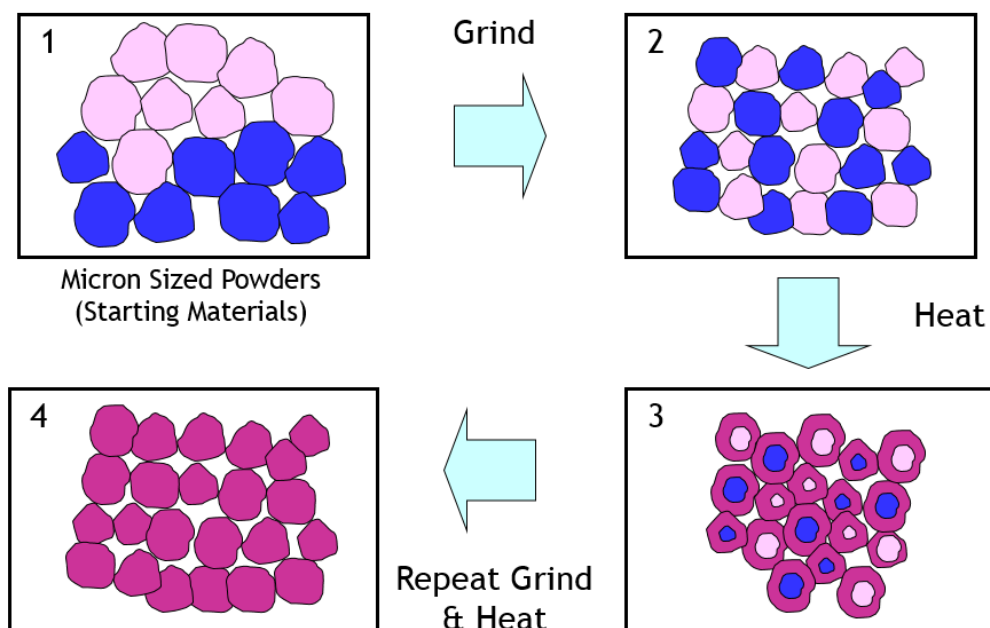 1
Grind
2
Micron Sized Powders
(Starting Materials)
Heat
4
3
Repeat Grind
& Heat